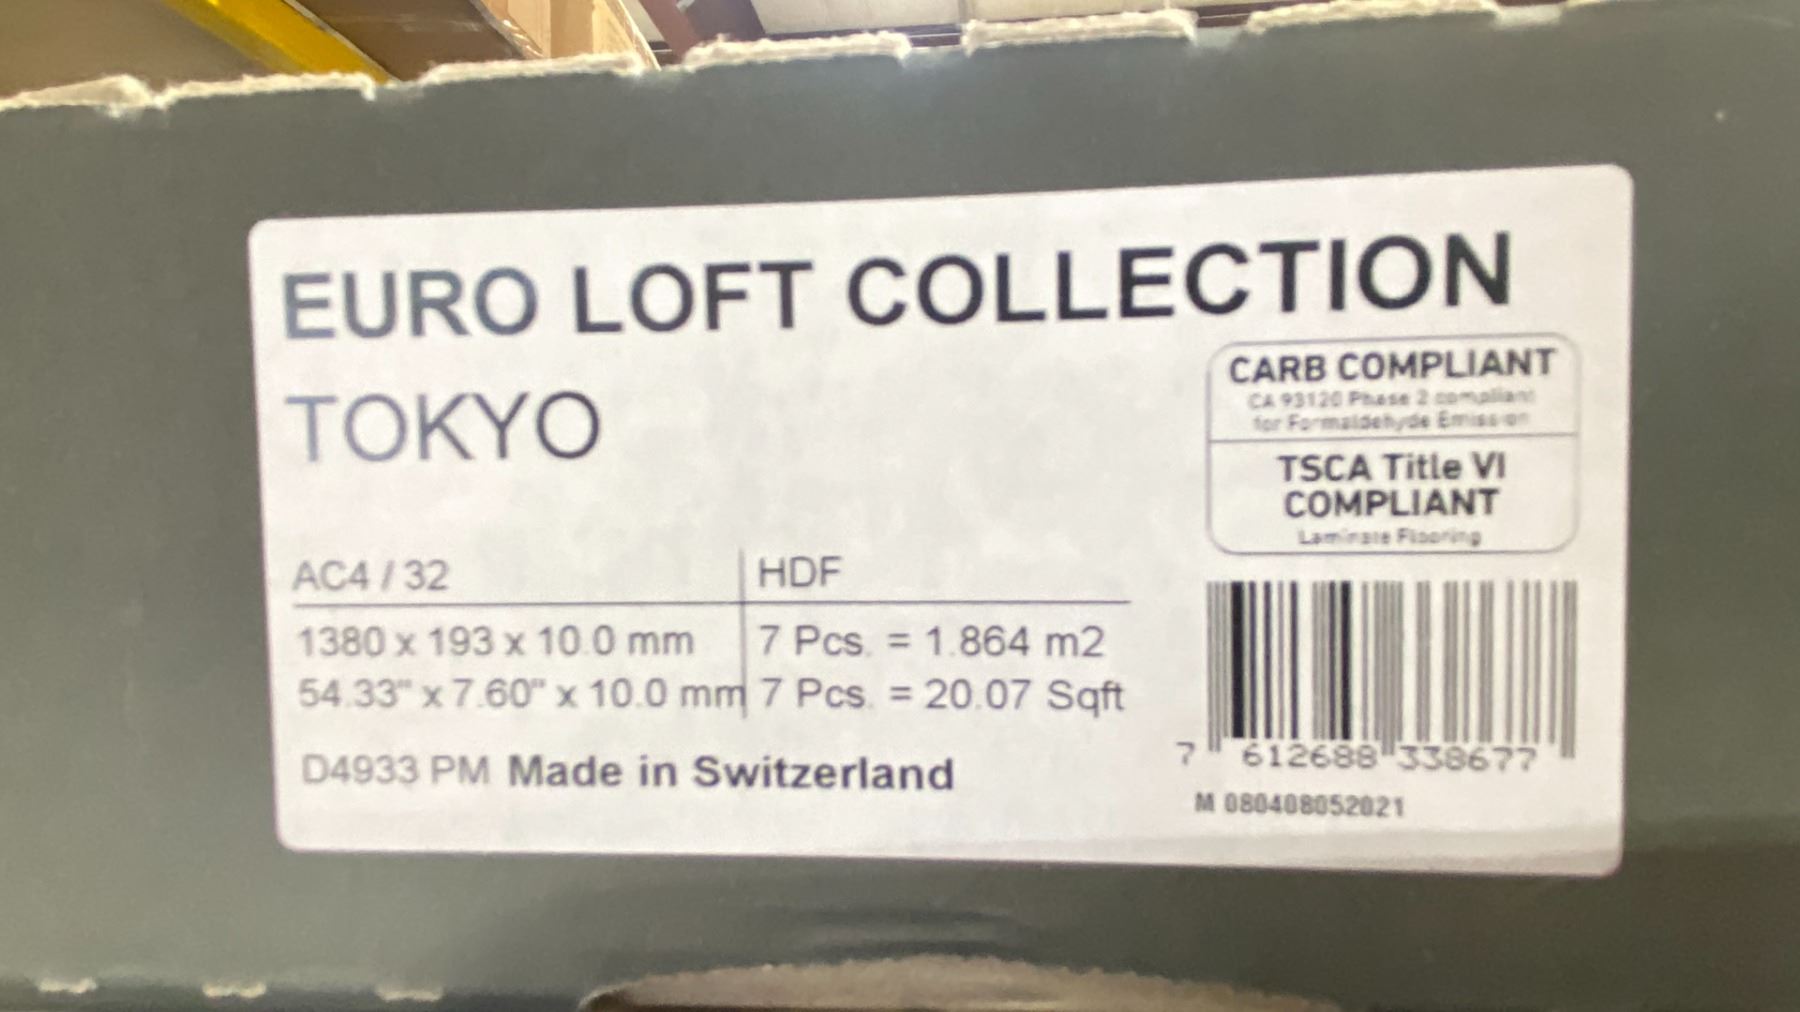 EURO LOFT COLLECTION
TOKYO
CARB COMPLIANT
CA 93120 Phase 2 compliant
for Formaldehyde Emission
TSCA Title VI
COMPLIANT
Laminate Flooring
AC4 / 32 HDF
1380 x 193 x 10.0 mm 7 Pcs. = 1.864 m2
54.33" x 7.60" x 10.0 mm 7 Pcs. = 20.07 Sqft
D4933 PM Made in Switzerland
7 612688 338677
M 080408052021